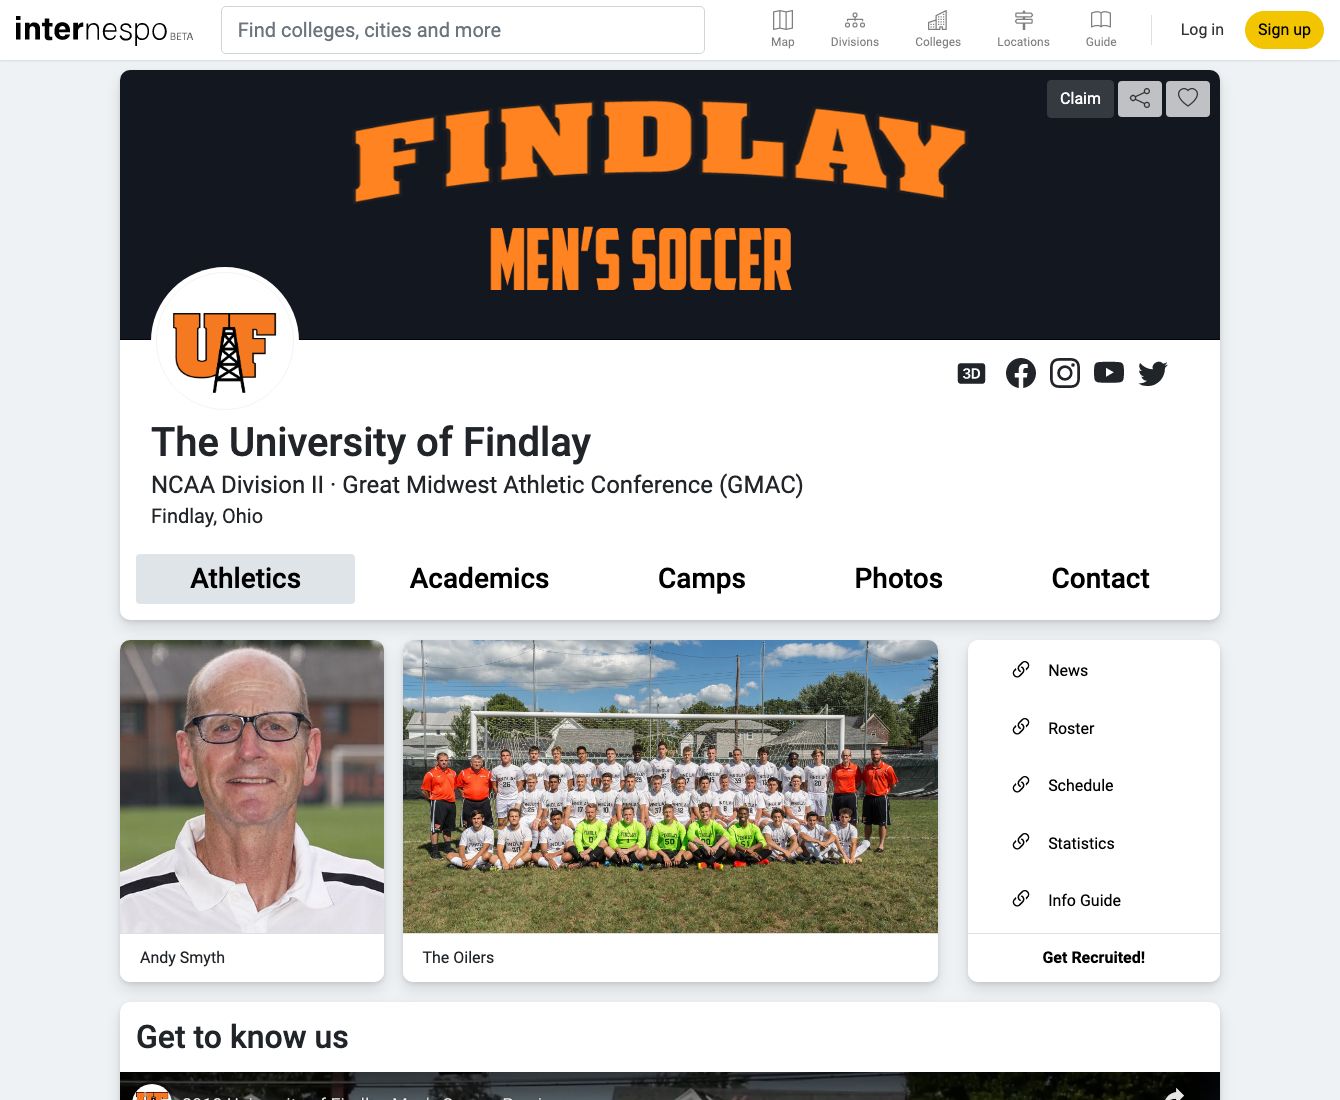 internespo BETA
Find colleges, cities and more
Map
Divisions
Colleges
Locations
Guide
Log in
Sign up
Claim
FINDLAY
MEN'S SOCCER
UF
3D
The University of Findlay
NCAA Division II · Great Midwest Athletic Conference (GMAC)
Findlay, Ohio
Athletics
Academics
Camps
Photos
Contact
News
Roster
Schedule
Statistics
Info Guide
Andy Smyth
The Oilers
Get Recruited!
Get to know us